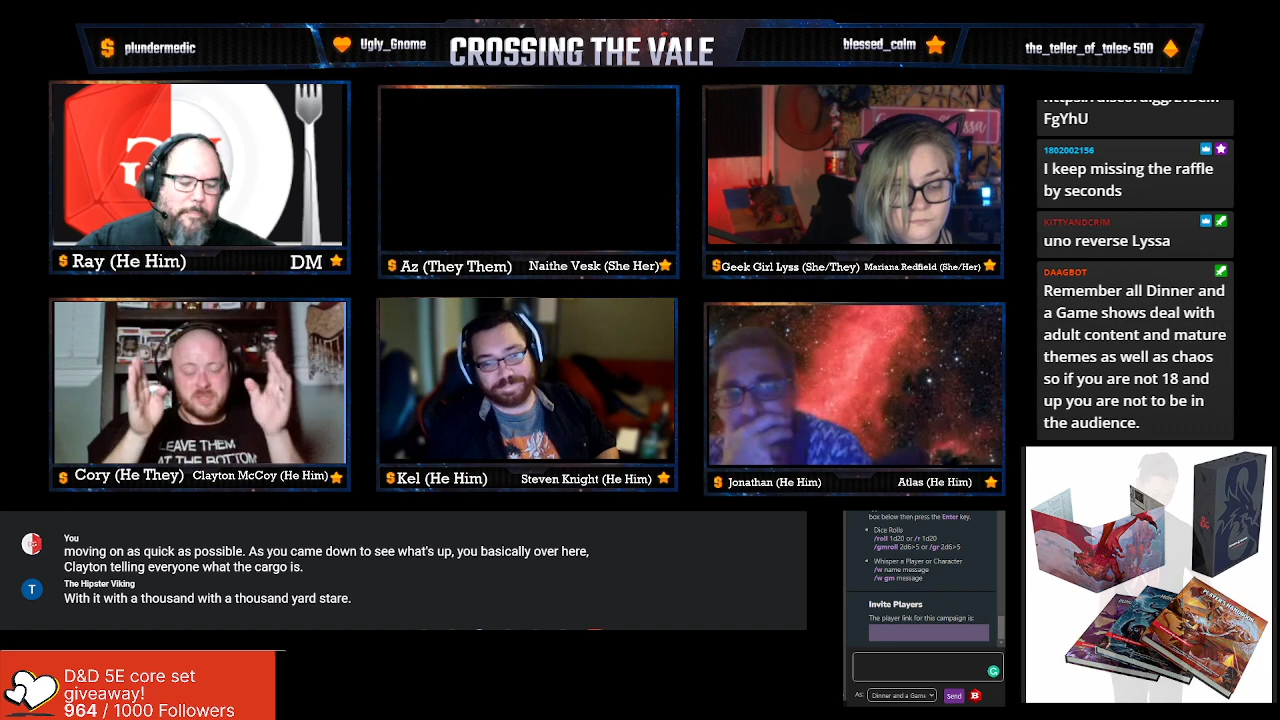 plundermedic
Ugly_Gnome
CROSSING THE VALE
blessed_calm
the_teller_of_tales: 500
Ray (He Him)
DM
Az (They Them)
Naithe Vesk (She Her)
Geek Girl Lyss (She/They)
Mariana Redfield (She/Her)
LEAVE THEM
AT THE BOTTOM
Cory (He They)
Clayton McCoy (He Him)
Kel (He Him)
Steven Knight (He Him)
Jonathan (He Him)
Atlas (He Him)
FgYhU
1802002156
I keep missing the raffle
by seconds
KITTYANDCRIM
uno reverse Lyssa
DAAGBOT
Remember all Dinner and
a Game shows deal with
adult content and mature
themes as well as chaos
so if you are not 18 and
up you are not to be in
the audience.
You
moving on as quick as I made. As you came down to see what's up, you basically over here,
Clayton telling everyone what the cargo is.
T
The Hipster Viking
With it with a thousand with a thousand yard stare.
box below then press the Enter key.
Dice Rolls
/roll 1d20 or /r 1d20
/gmroll 2d6>5 or /gr 2d6>5
Whisper a Player or Character
/w name message
/w gm message
Invite Players
The player link for this campaign is:
As:
Dinner and a Game
Send
PLAYER'S HANDBOOK
D&D 5E core set
giveaway!
964 / 1000 Followers